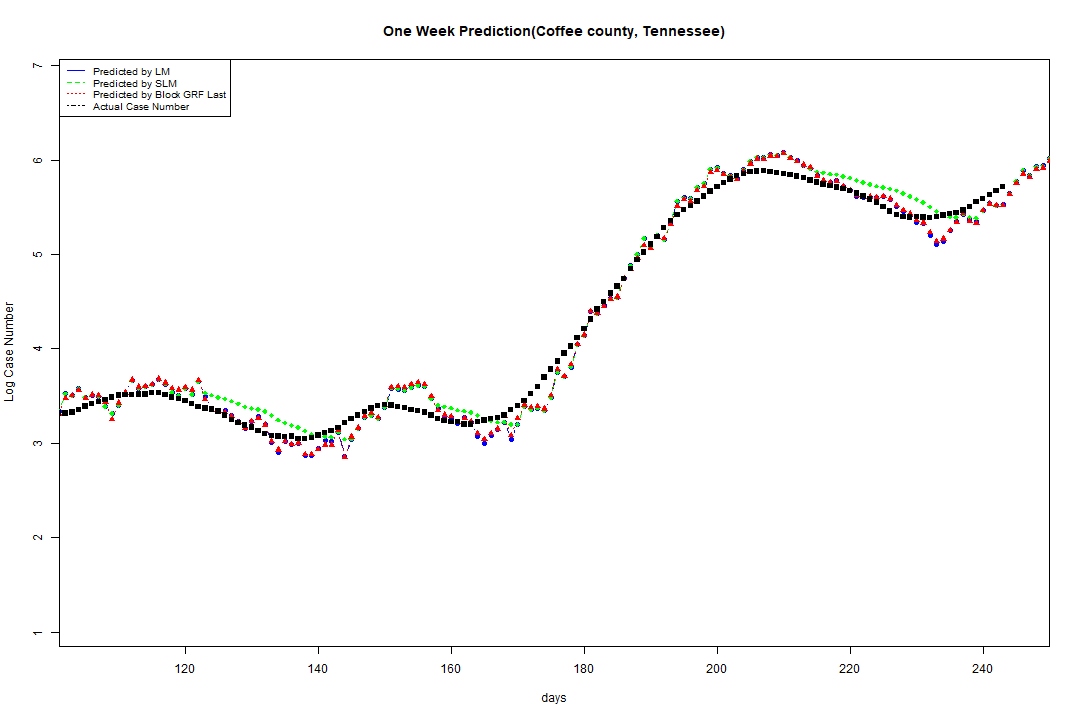 One Week Prediction(Coffee county, Tennessee)
Predicted by LM
Predicted by SLM
Predicted by Block GRF Last
Actual Case Number
7
6
5
4
3
2
1
Log Case Number
120 140 160 180 200 220 240
days